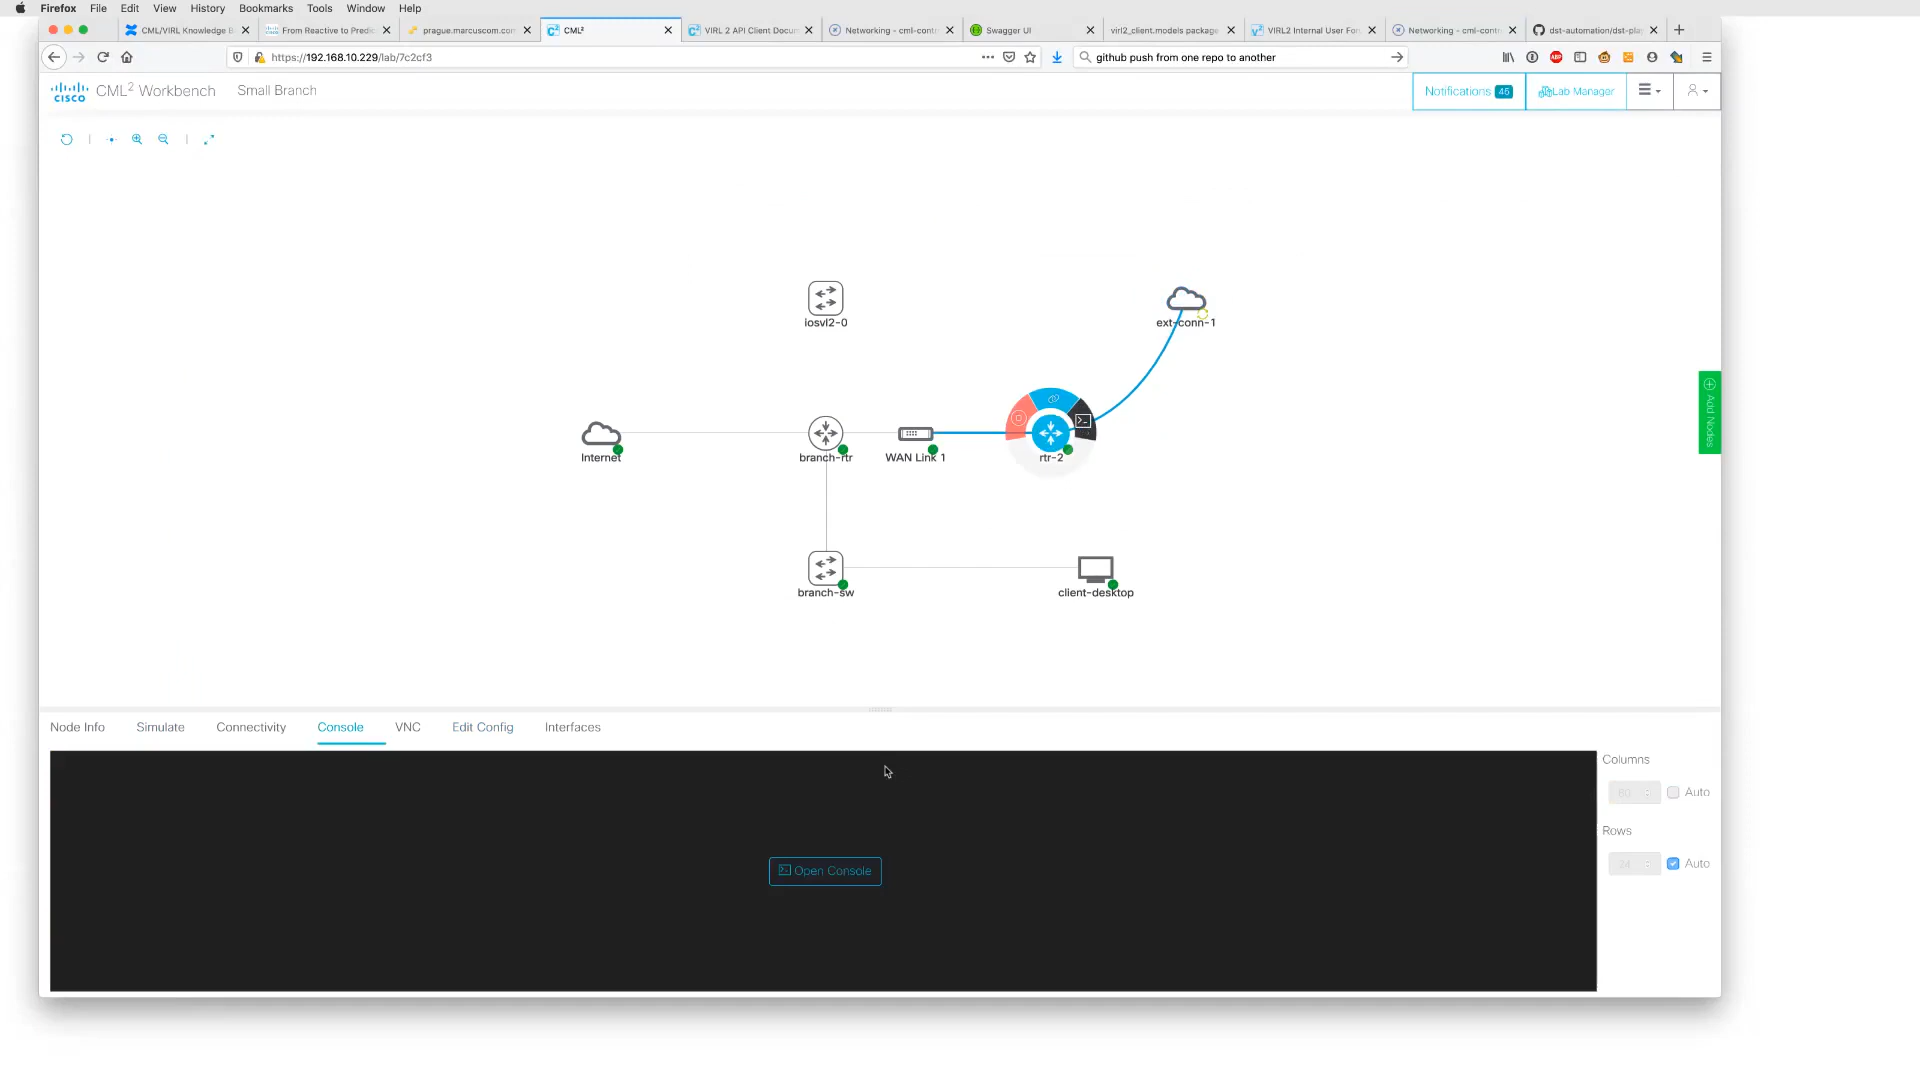 Firefox File Edit View History Bookmarks Tools Window Help
CML/VIRL Knowledge B From Reactive to Predic prague.marcuscom.com CML² VIRL 2 API Client Docum Networking - cml-contr Swagger UI virl2_client.models package VIRL2 Internal User For Networking - cml-contr dst-automation/dst-play
https://192.168.10.229/lab/7c2cf3
github push from one repo to another
CISCO CML² Workbench Small Branch Notifications 45 Lab Manager
iosvl2-0
ext-conn-1
Add Nodes
Internet branch-rtr WAN Link 1 rtr-2
branch-sw client-desktop
Node Info Simulate Connectivity Console VNC Edit Config Interfaces
Columns
80 Auto
Rows
24 Auto
Open Console